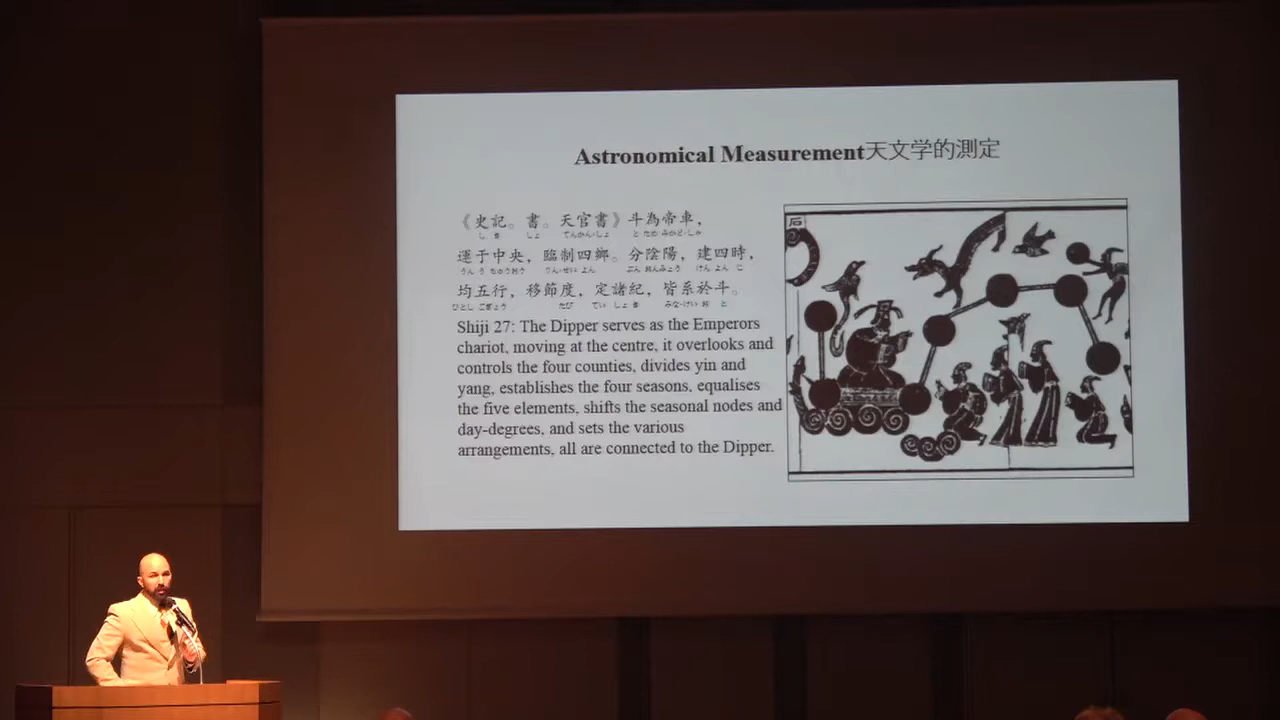 Astronomical Measurement天文学的測定
《史記。書。天官書》斗為帝車，
運于中央，臨制四鄉。分陰陽，建四時，
均五行，移節度，定諸紀，皆系於斗。
Shiji 27: The Dipper serves as the Emperors
chariot, moving at the centre, it overlooks and
controls the four counties, divides yin and
yang, establishes the four seasons, equalises
the five elements, shifts the seasonal nodes and
day-degrees, and sets the various
arrangements, all are connected to the Dipper.